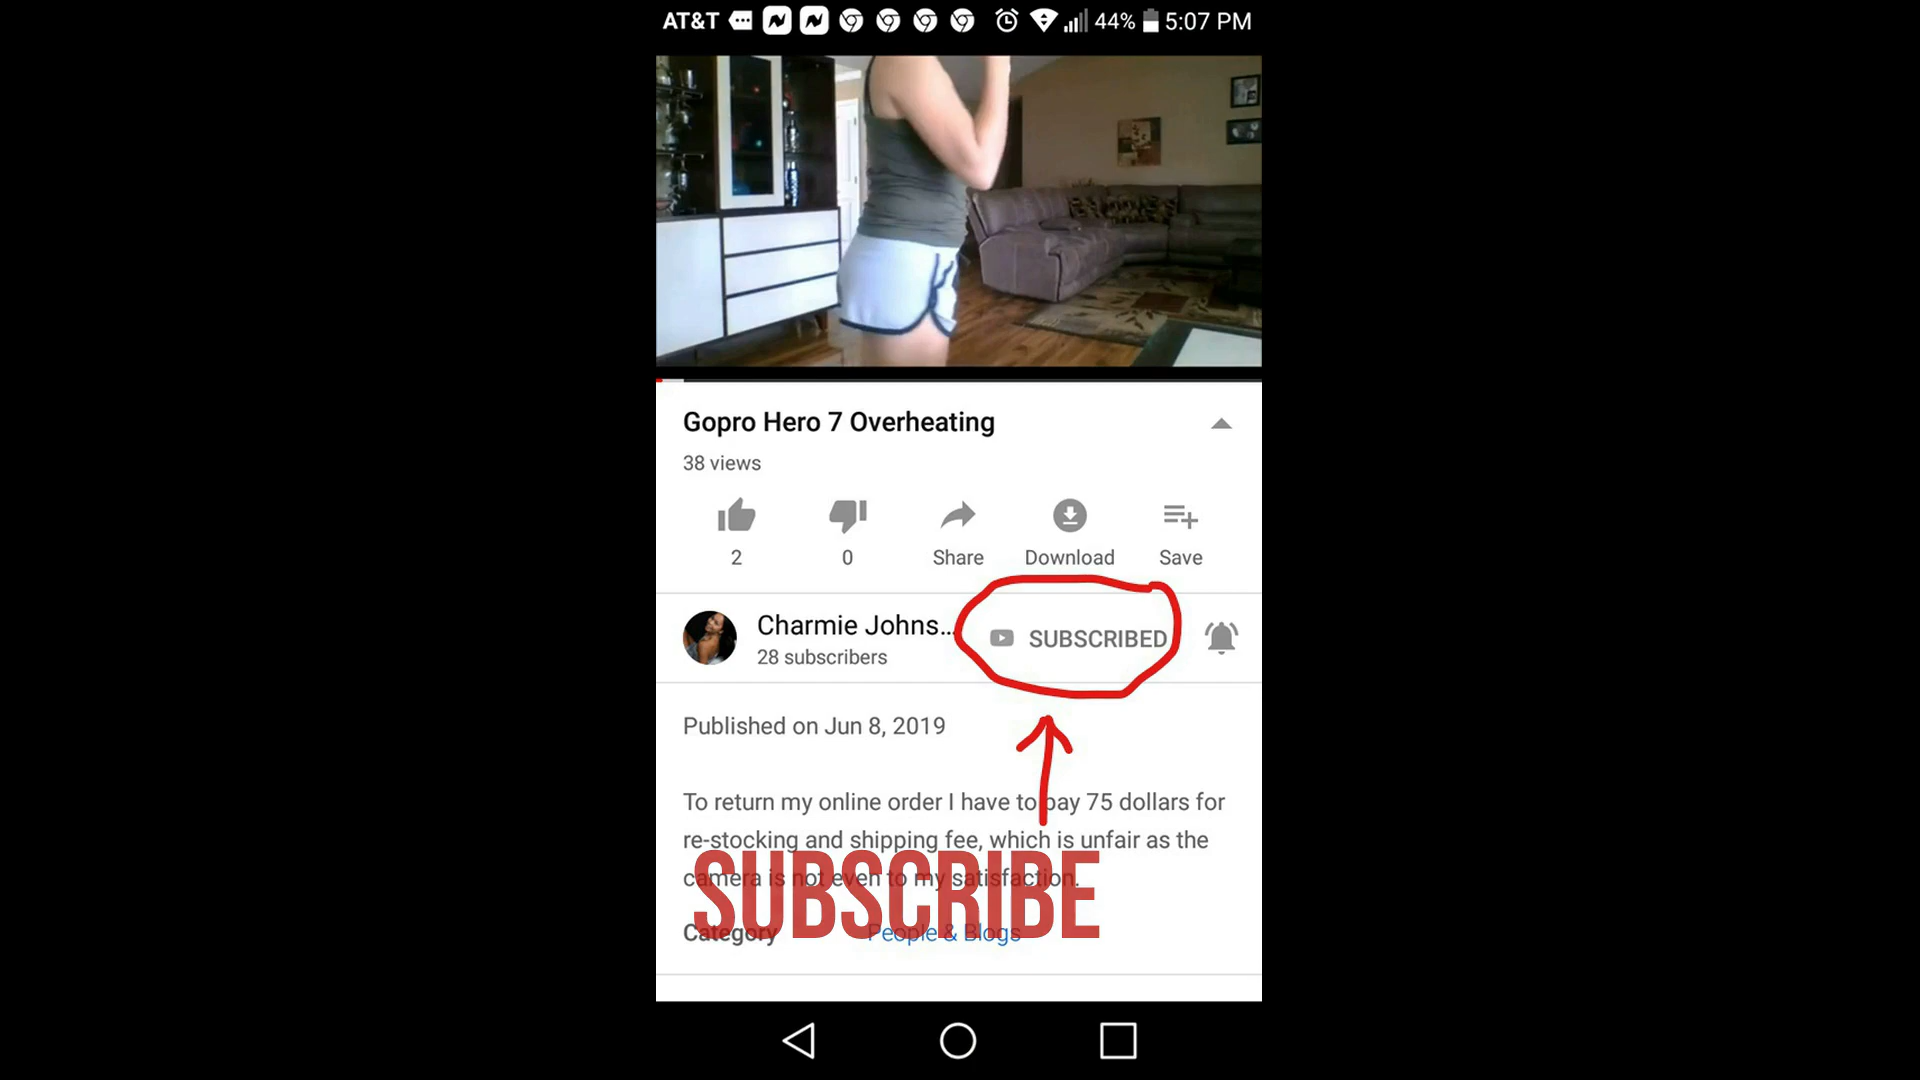 AT&T 44% 5:07 PM
Gopro Hero 7 Overheating
38 views
2 0 Share Download Save
Charmie Johns...
28 subscribers
SUBSCRIBED
Published on Jun 8, 2019
To return my online order I have to pay 75 dollars for
re-stocking and shipping fee, which is unfair as the
camera is not even to my satisfaction.
SUBSCRIBE
Category People & Blogs